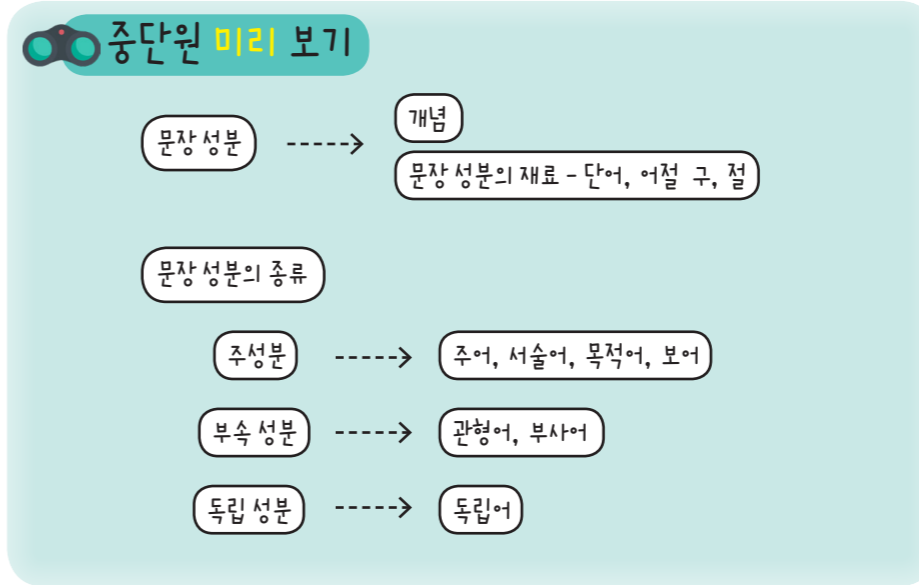 중단원 미리 보기
문장 성분
개념
문장 성분의 재료 – 단어, 어절 구, 절
문장 성분의 종류
주성분
주어, 서술어, 목적어, 보어
부속 성분
관형어, 부사어
독립 성분
독립어